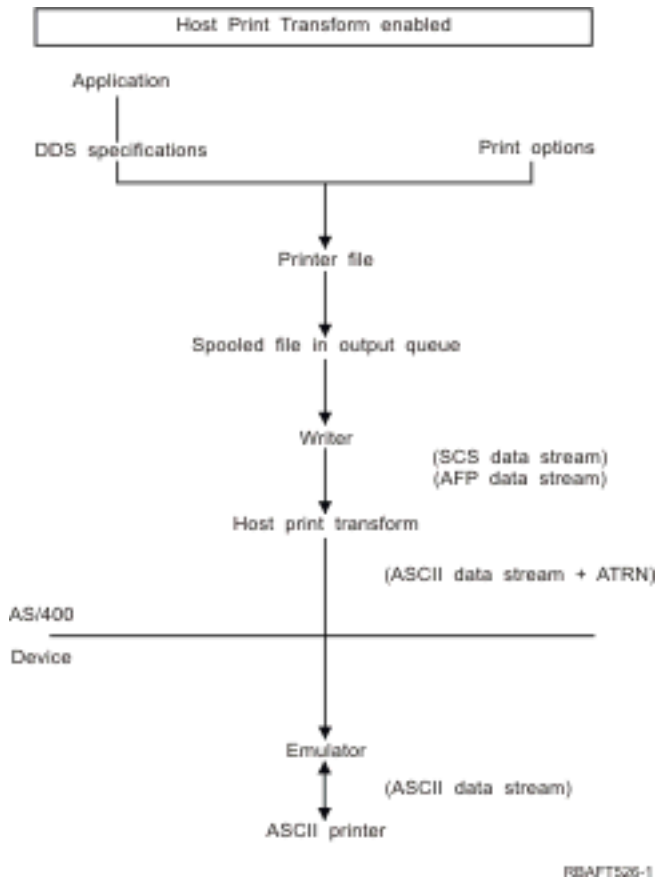 Host Print Transform enabled
Application
DDS specifications
Print options
Printer file
Spooled file in output queue
Writer
(SCS data stream)
(AFP data stream)
Host print transform
(ASCII data stream + ATRN)
AS/400
Device
Emulator
(ASCII data stream)
ASCII printer
RBAFT526-1